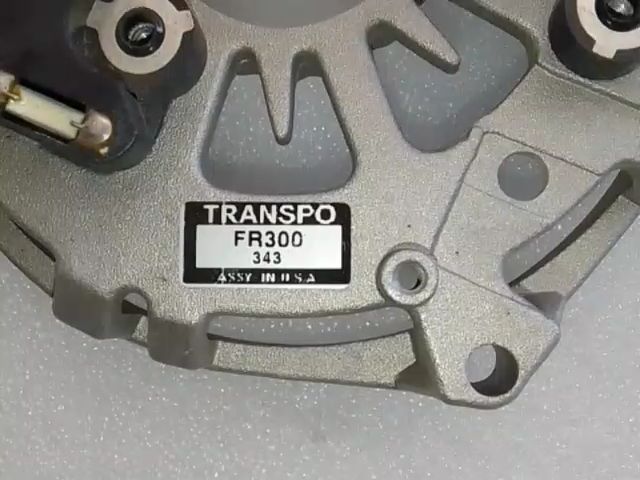 TRANSPO
FR300
343
ASSY IN U.S.A